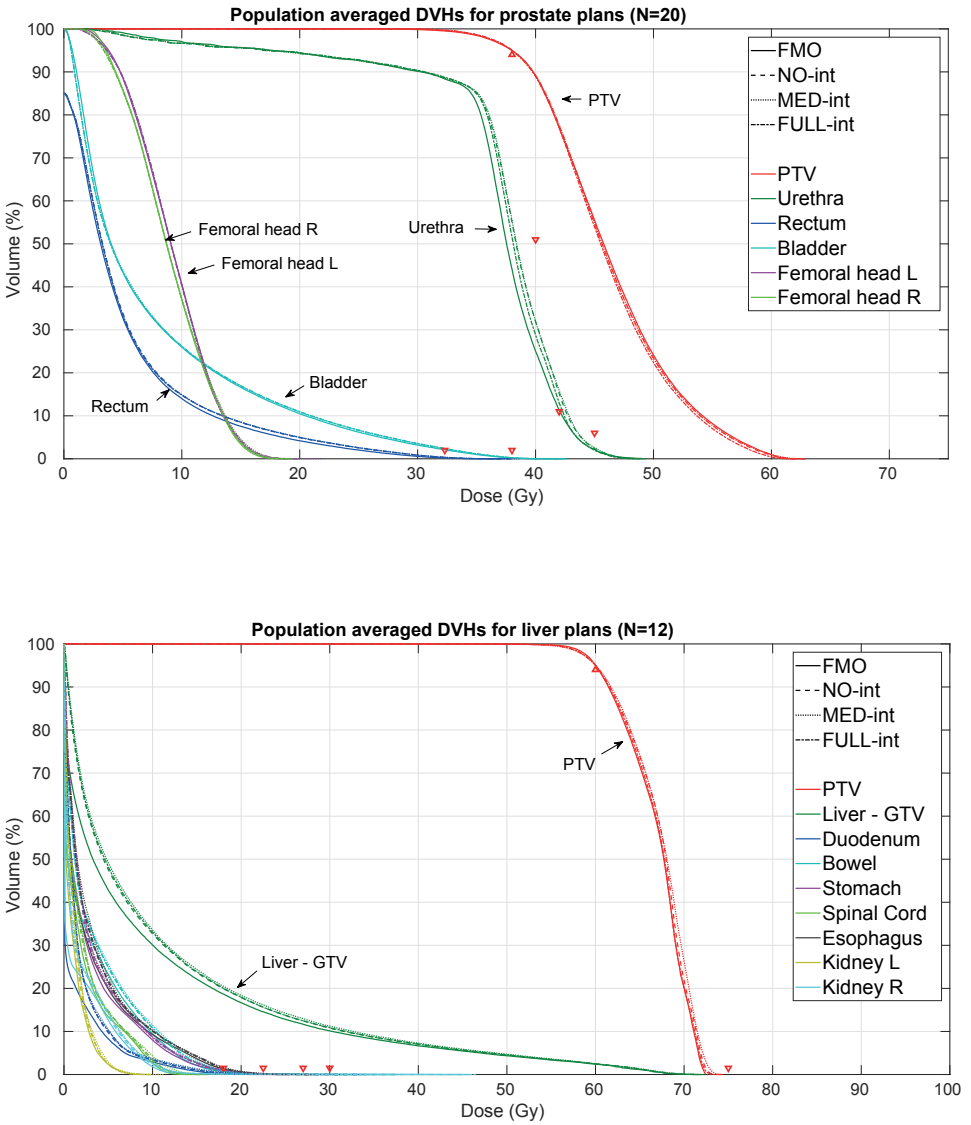 Population averaged DVHs for prostate plans (N=20)
100
90
80
70
60
50
40
30
20
10
0
Volume (%)
0 10 20 30 40 50 60 70
Dose (Gy)
PTV
Urethra
Femoral head R
Femoral head L
Bladder
Rectum
FMO
NO-int
MED-int
FULL-int
PTV
Urethra
Rectum
Bladder
Femoral head L
Femoral head R
Population averaged DVHs for liver plans (N=12)
100
90
80
70
60
50
40
30
20
10
0
Volume (%)
0 10 20 30 40 50 60 70 80 90 100
Dose (Gy)
PTV
Liver - GTV
FMO
NO-int
MED-int
FULL-int
PTV
Liver - GTV
Duodenum
Bowel
Stomach
Spinal Cord
Esophagus
Kidney L
Kidney R